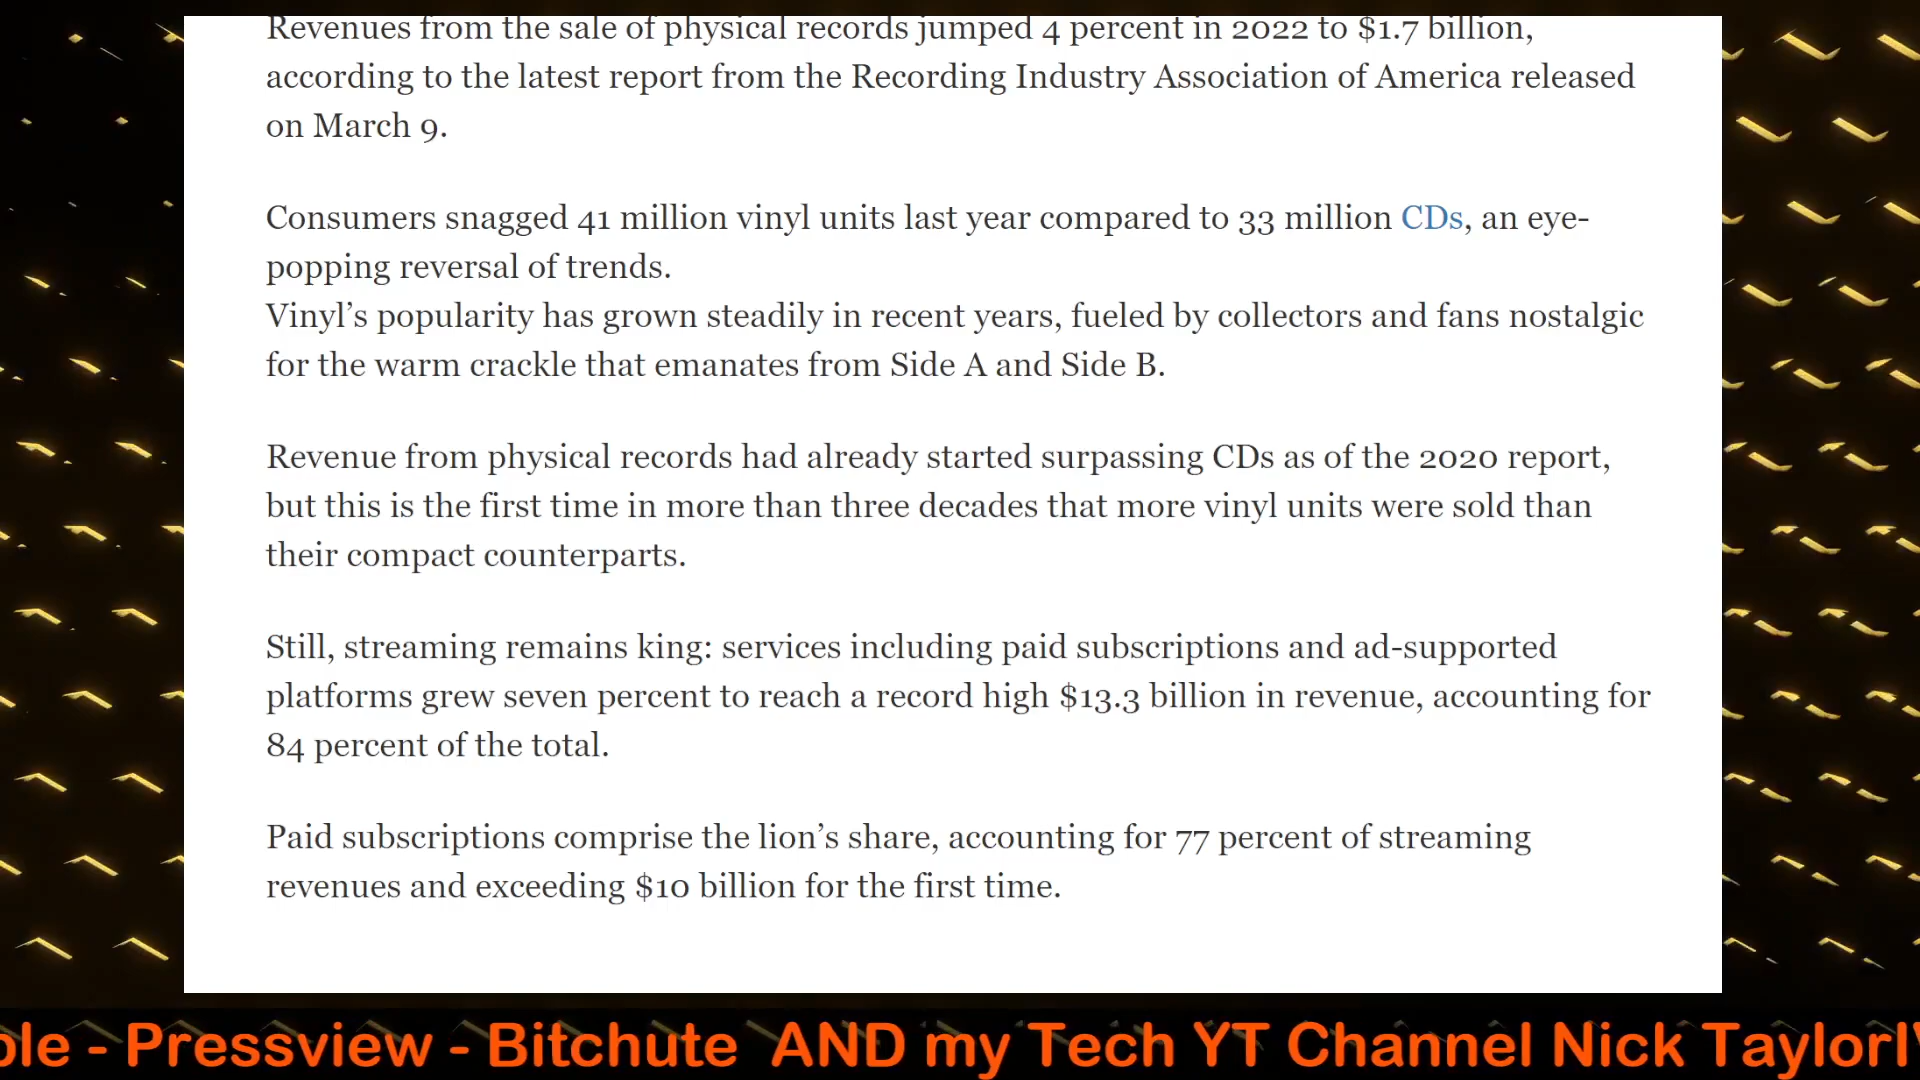 Revenues from the sale of physical records jumped 4 percent in 2022 to $1.7 billion,
according to the latest report from the Recording Industry Association of America released
on March 9.
Consumers snagged 41 million vinyl units last year compared to 33 million CDs, an eye-
popping reversal of trends.
Vinyl’s popularity has grown steadily in recent years, fueled by collectors and fans nostalgic
for the warm crackle that emanates from Side A and Side B.
Revenue from physical records had already started surpassing CDs as of the 2020 report,
but this is the first time in more than three decades that more vinyl units were sold than
their compact counterparts.
Still, streaming remains king: services including paid subscriptions and ad-supported
platforms grew seven percent to reach a record high $13.3 billion in revenue, accounting for
84 percent of the total.
Paid subscriptions comprise the lion’s share, accounting for 77 percent of streaming
revenues and exceeding $10 billion for the first time.
- Pressview - Bitchute AND my Tech YT Channel Nick